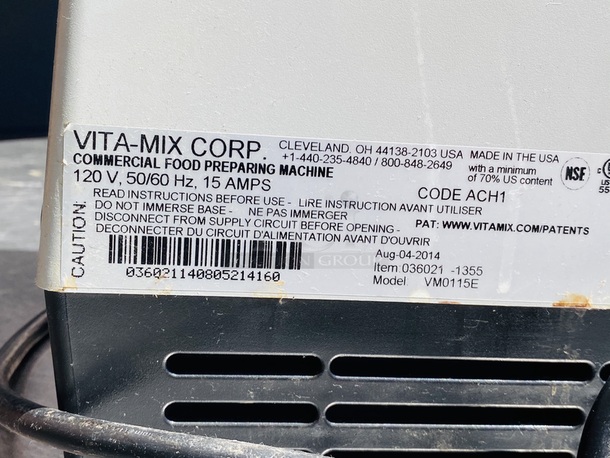 VITA-MIX CORP. CLEVELAND, OH 44138-2103 USA MADE IN THE USA
COMMERCIAL FOOD PREPARING MACHINE +1-440-235-4840 / 800-848-2649 with a minimum
of 70% US content
120 V, 50/60 Hz, 15 AMPS CODE ACH1
NSF
CAUTION:
READ INSTRUCTIONS BEFORE USE - LiRE INSTRUCTION AVANT UTILISER
DO NOT IMMERSE BASE - NE PAS IMMERGER
DISCONNECT FROM SUPPLY CIRCUIT BEFORE OPENING - PAT: WWW.VITAMIX.COM/PATENTS
DECONNECTER DU CIRCUIT D'ALIMENTATION AVANT D'OUVRIR
Aug-04-2014
Item:036021 -1355
036021140805214160 Model VM0115E